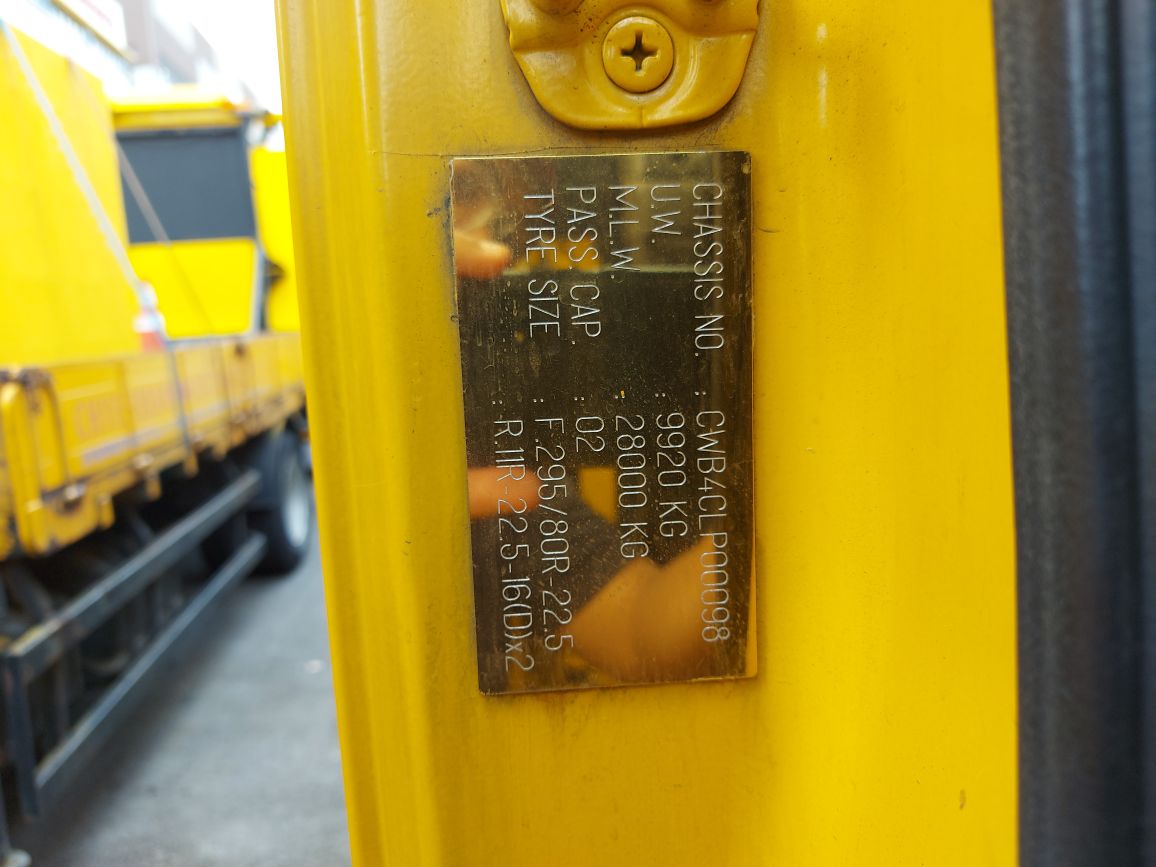 CHASSIS NO. : CWB4CLP00098
U.W. : 9920 KG
M.L.W. : 28000 KG
PASS. CAP. : 02
TYRE SIZE : F.295/80R-22.5
: R.11R-22.5-16(D)x2